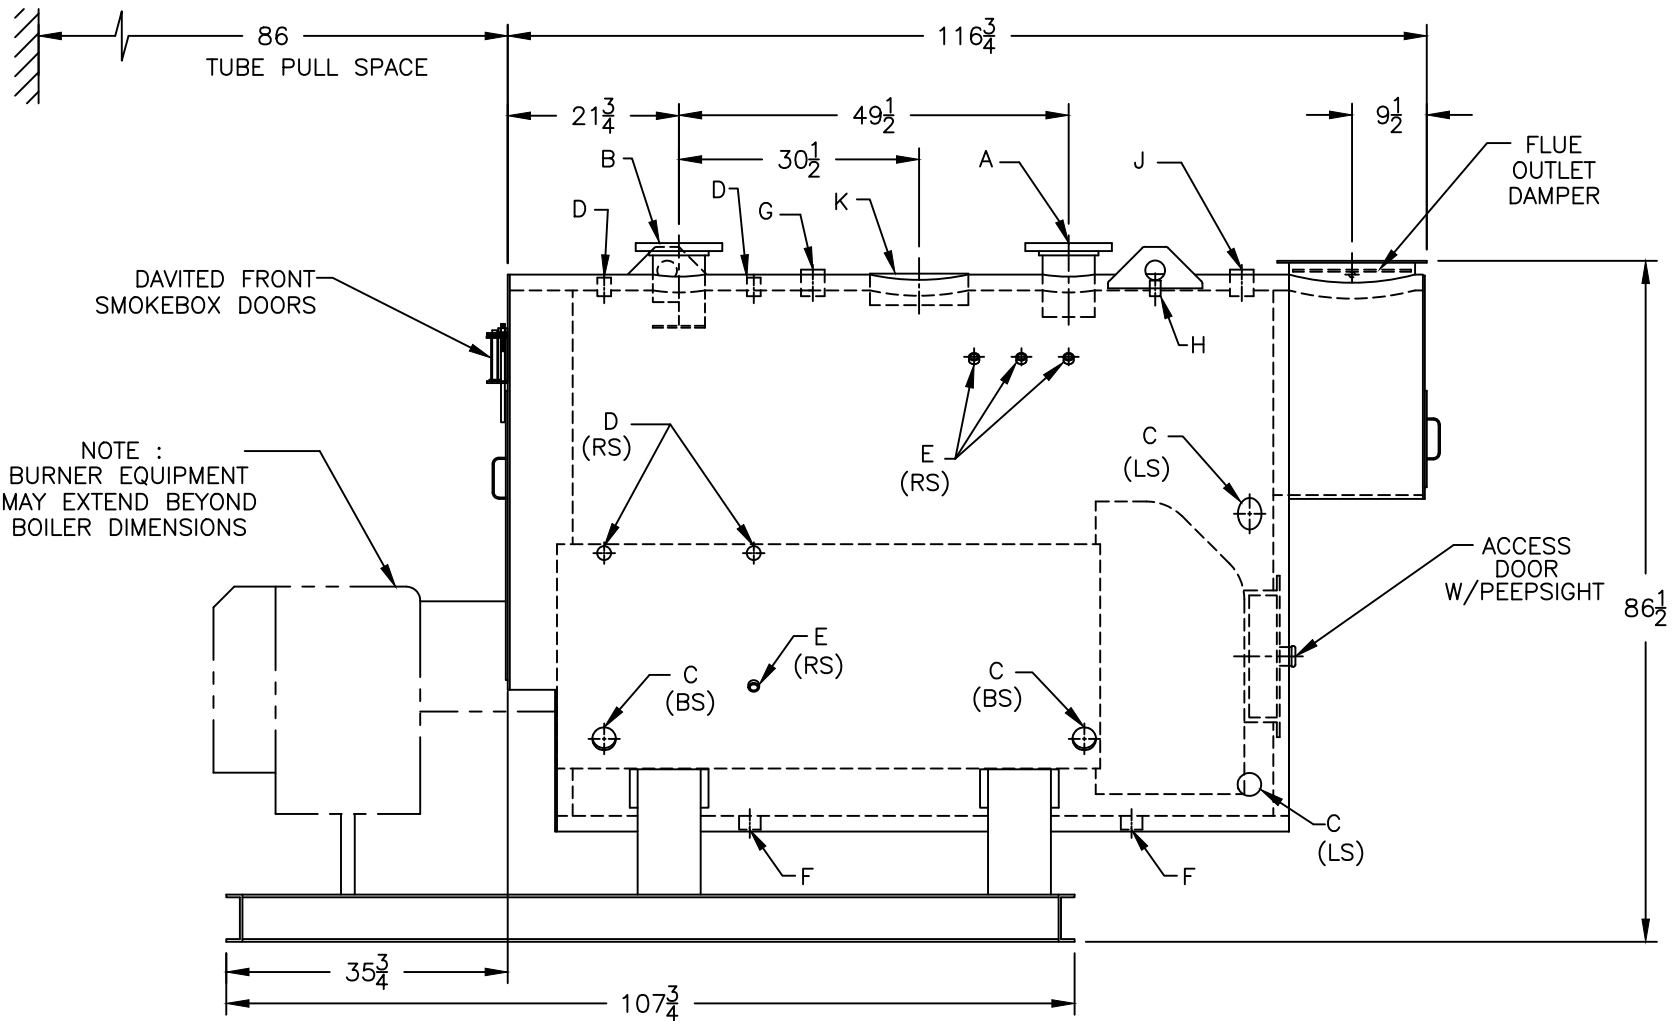 86
TUBE PULL SPACE
116 3/4
21 3/4
49 1/2
9 1/2
30 1/2
B
A
J
FLUE
OUTLET
DAMPER
D
D
G
K
DAVITED FRONT
SMOKEBOX DOORS
H
NOTE :
BURNER EQUIPMENT
MAY EXTEND BEYOND
BOILER DIMENSIONS
D
(RS)
E
(RS)
C
(LS)
ACCESS
DOOR
W/PEEPSIGHT
86 1/2
E
(RS)
C
(BS)
C
(BS)
C
(LS)
F
F
35 3/4
107 3/4